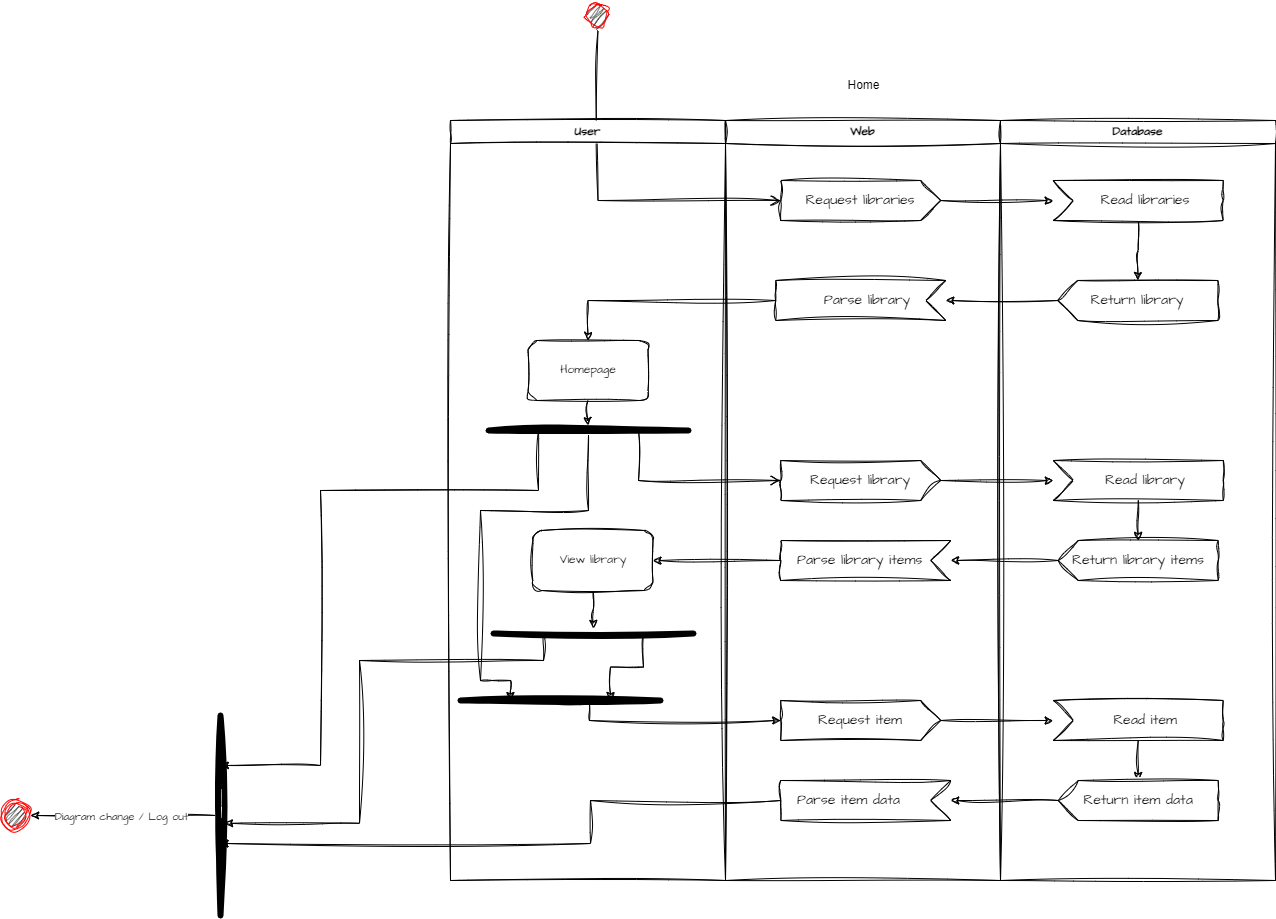 Home
User
Web
Database
Request libraries
Read libraries
Parse library
Return library
Homepage
Request library
Read library
View library
Parse library items
Return library items
Request item
Read item
Parse item data
Return item data
Diagram change / Log out